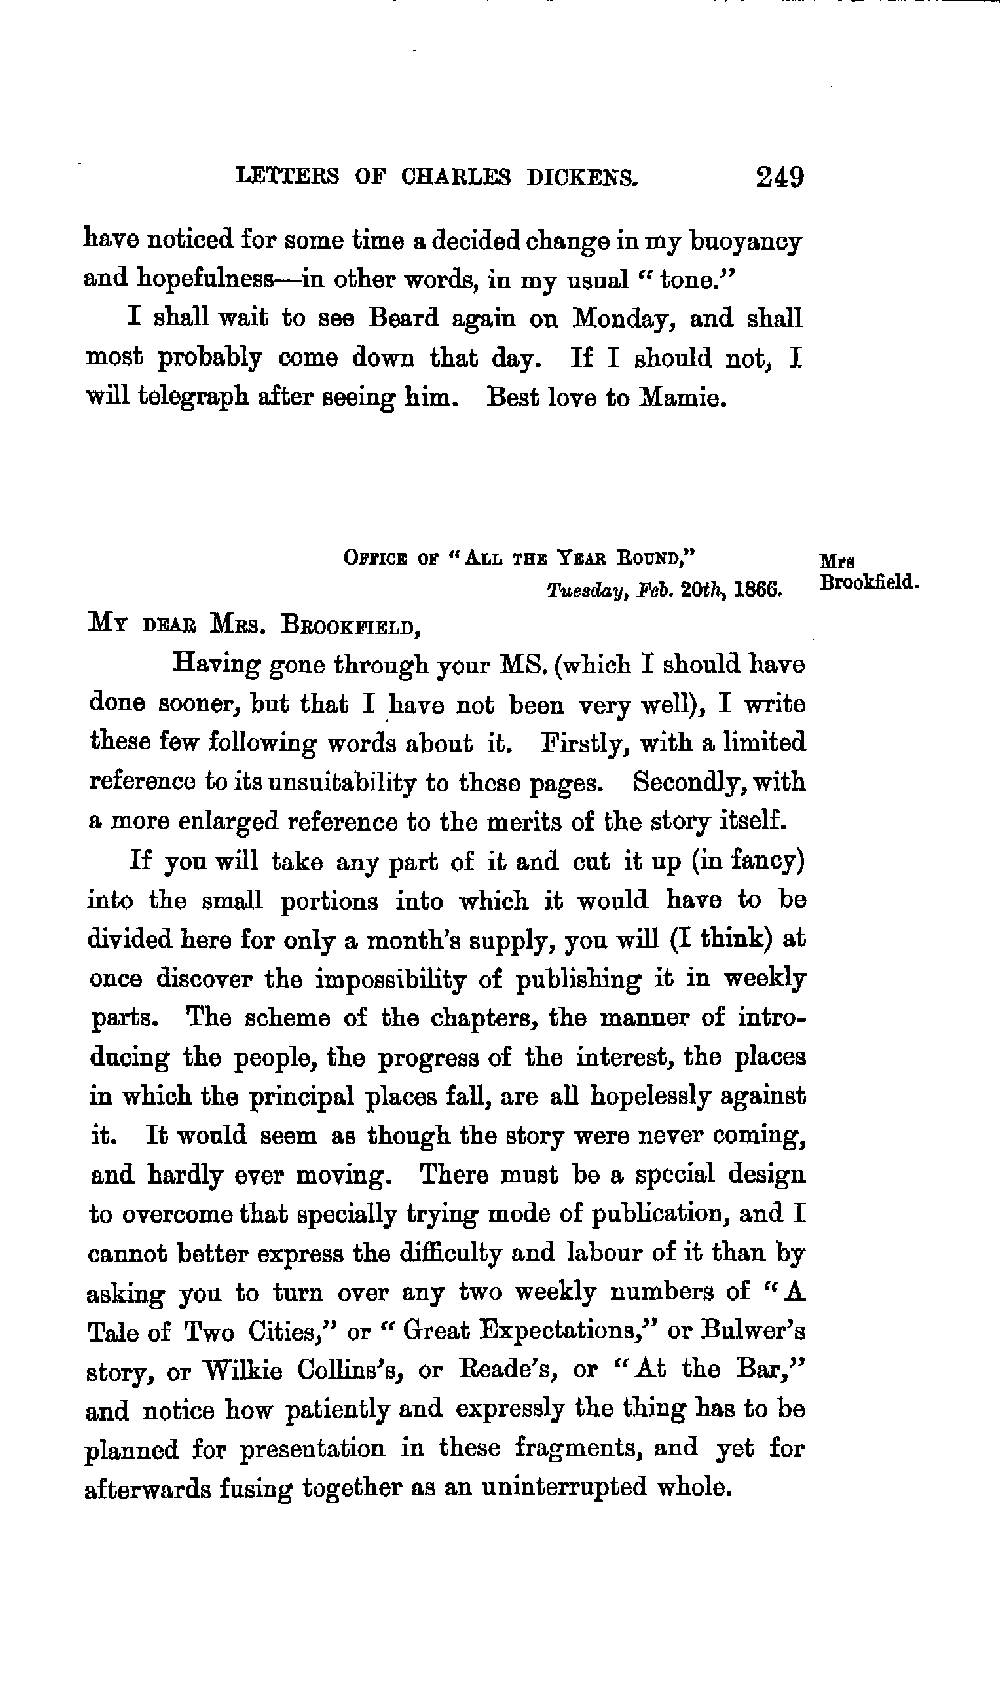 LETTERS OF CHARLES DICKENS. 249
have noticed for some time a decided change in my buoyancy
and hopefulness—in other words, in my usual “tone.”
I shall wait to see Beard again on Monday, and shall
most probably come down that day. If I should not, I
will telegraph after seeing him. Best love to Mamie.
OFFICE OF “ALL THE YEAR ROUND,”
Tuesday, Feb. 20th, 1866.
Mrs
Brookfield.
MY DEAR MRS. BROOKFIELD,
Having gone through your MS. (which I should have
done sooner, but that I have not been very well), I write
these few following words about it. Firstly, with a limited
reference to its unsuitability to these pages. Secondly, with
a more enlarged reference to the merits of the story itself.
If you will take any part of it and cut it up (in fancy)
into the small portions into which it would have to be
divided here for only a month's supply, you will (I think) at
once discover the impossibility of publishing it in weekly
parts. The scheme of the chapters, the manner of intro-
ducing the people, the progress of the interest, the places
in which the principal places fall, are all hopelessly against
it. It would seem as though the story were never coming,
and hardly ever moving. There must be a special design
to overcome that specially trying mode of publication, and I
cannot better express the difficulty and labour of it than by
asking you to turn over any two weekly numbers of “A
Tale of Two Cities,” or “Great Expectations,” or Bulwer's
story, or Wilkie Collins's, or Reade's, or “At the Bar,”
and notice how patiently and expressly the thing has to be
planned for presentation in these fragments, and yet for
afterwards fusing together as an uninterrupted whole.